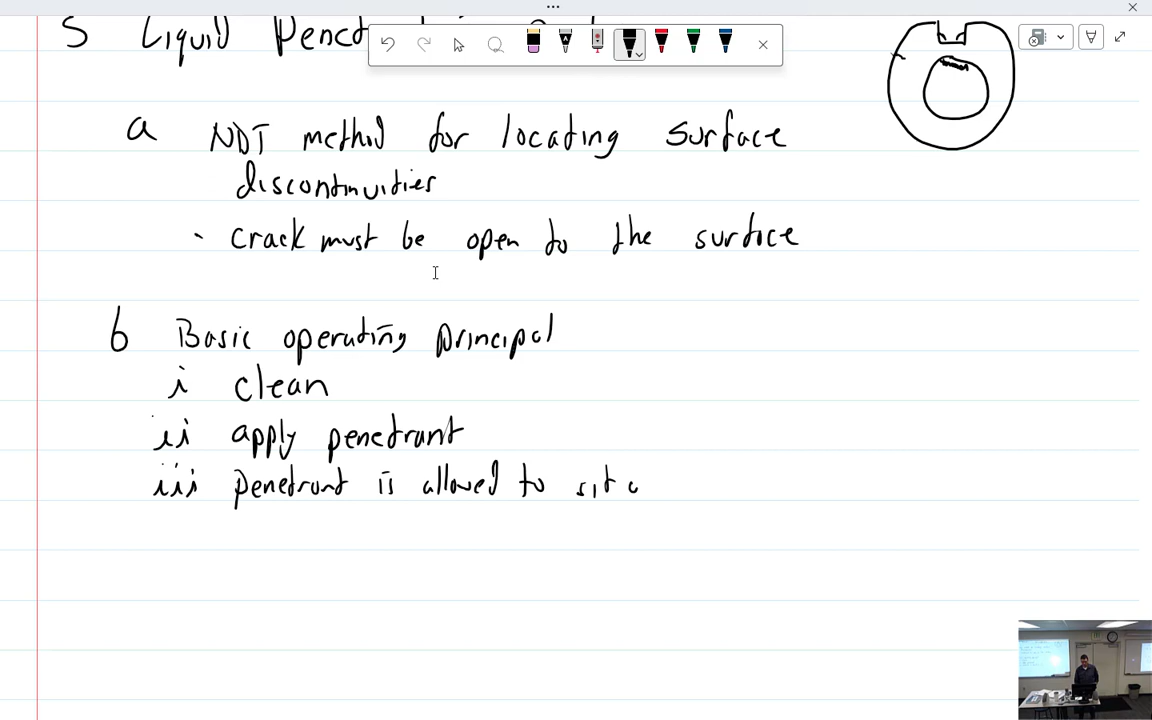 5 Liquid Penet
a NDT method for locating surface
discontinuities
- crack must be open to the surface
b Basic operating principal
i clean
ii apply penetrant
iii penetrant is allowed to sit